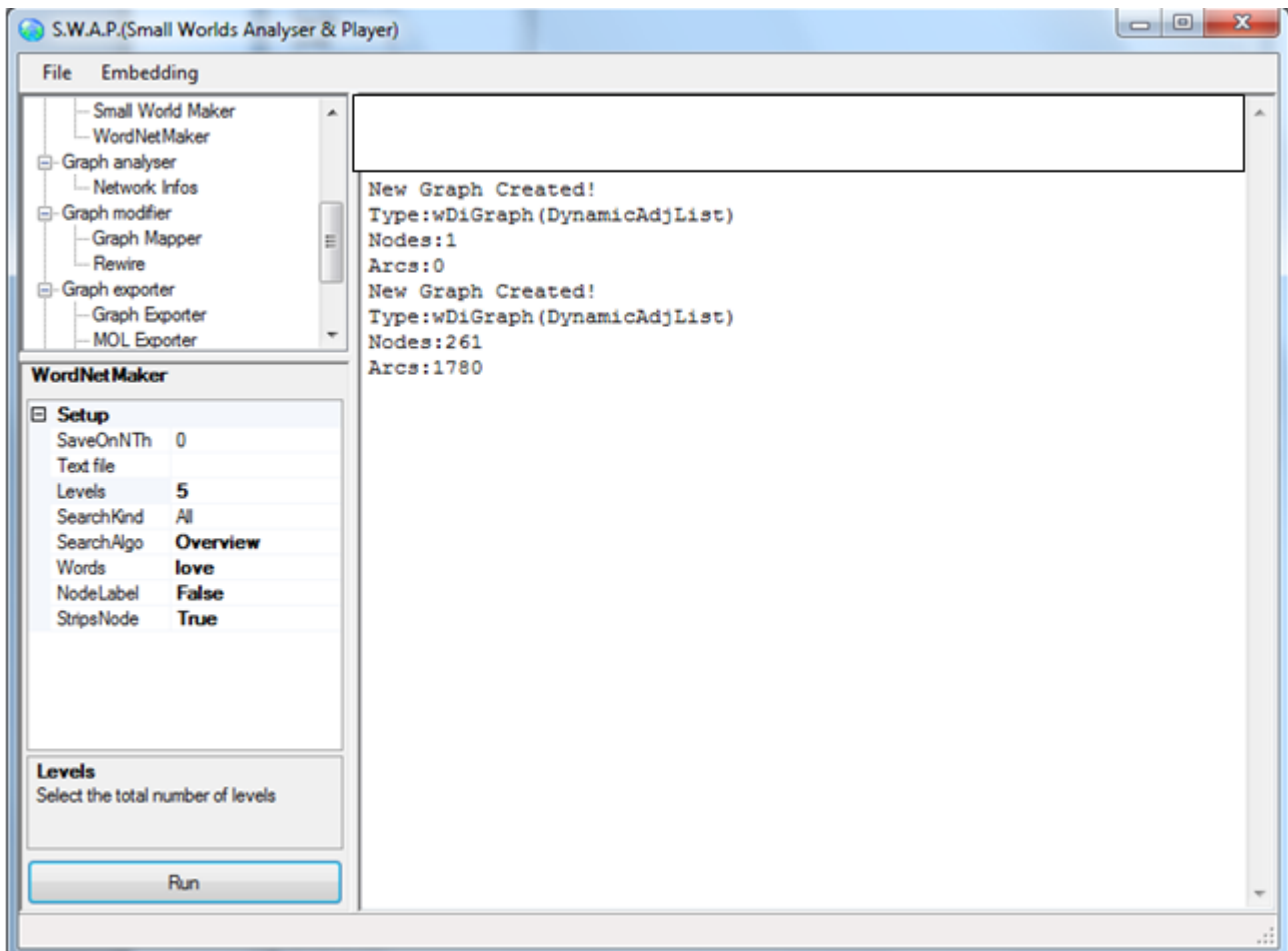 S.W.A.P.(Small Worlds Analyser & Player)
File Embedding
Small World Maker
WordNetMaker
Graph analyser
Network Infos
Graph modifier
Graph Mapper
Rewire
Graph exporter
Graph Exporter
MOL Exporter
WordNetMaker
Setup
SaveOnNTh 0
Text file
Levels 5
SearchKind All
SearchAlgo Overview
Words love
NodeLabel False
StripsNode True
Levels
Select the total number of levels
Run
New Graph Created!
Type:wDiGraph(DynamicAdjList)
Nodes:1
Arcs:0
New Graph Created!
Type:wDiGraph(DynamicAdjList)
Nodes:261
Arcs:1780